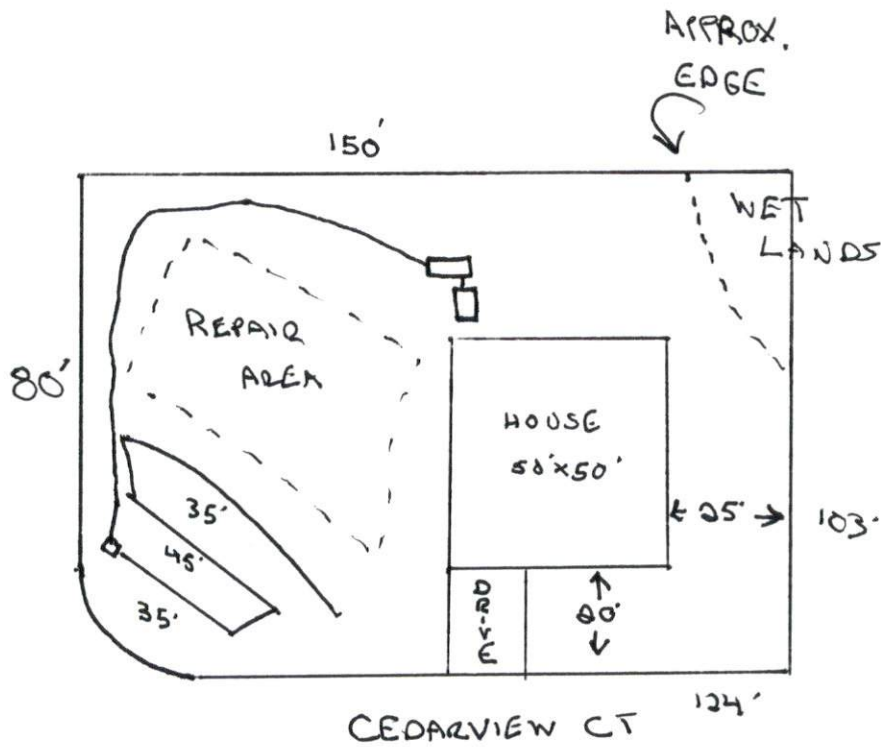 APPROX.
EDGE
150'
WET
LANDS
REPAIR
AREA
80'
HOUSE
50'x50'
35'
25'
103'
45'
35'
DRIVE
20'
124'
CEDARVIEW CT